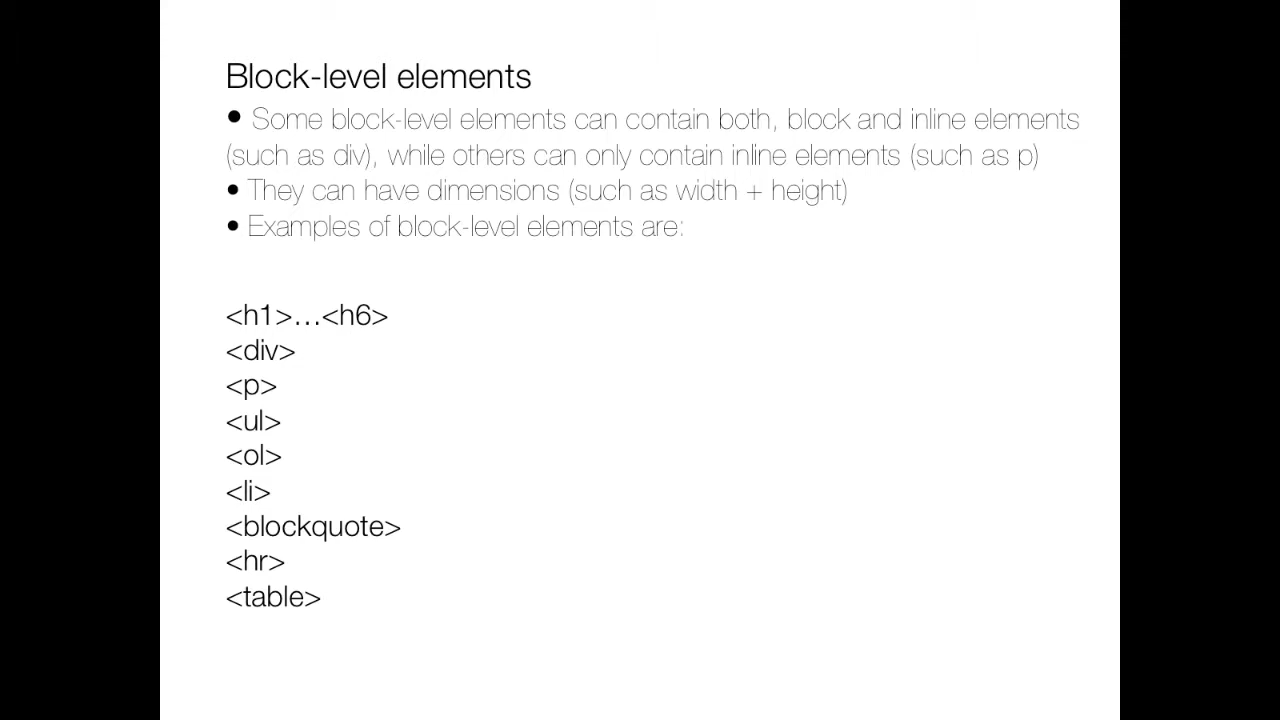 Block-level elements
• Some block-level elements can contain both, block and inline elements
(such as div), while others can only contain inline elements (such as p)
• They can have dimensions (such as width + height)
• Examples of block-level elements are:
<h1>…<h6>
<div>
<p>
<ul>
<ol>
<li>
<blockquote>
<hr>
<table>